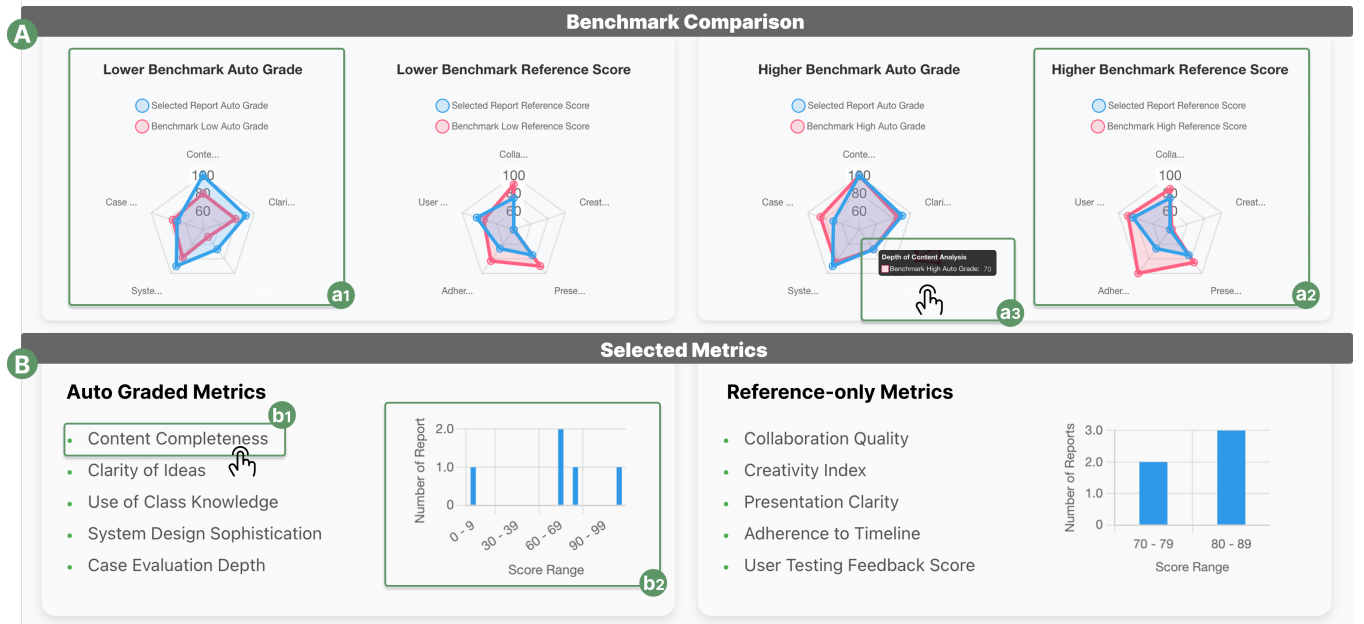 A
Benchmark Comparison
Lower Benchmark Auto Grade
Selected Report Auto Grade
Benchmark Low Auto Grade
Conte...
100
80
60
Case ...
Clari...
Syste...
a1
Lower Benchmark Reference Score
Selected Report Reference Score
Benchmark Low Reference Score
Colla...
100
80
60
User ...
Creat...
Adher...
Prese...
Higher Benchmark Auto Grade
Selected Report Auto Grade
Benchmark High Auto Grade
Conte...
100
80
60
Case ...
Clari...
Syste...
Depth of Content Analysis
Benchmark High Auto Grade: 70
a3
Higher Benchmark Reference Score
Selected Report Reference Score
Benchmark High Reference Score
Colla...
100
80
60
User ...
Creat...
Adher...
Prese...
a2
B
Selected Metrics
Auto Graded Metrics
b1
• Content Completeness
• Clarity of Ideas
• Use of Class Knowledge
• System Design Sophistication
• Case Evaluation Depth
Number of Report
2.0
1.0
0
0 - 9
30 - 39
60 - 69
90 - 99
Score Range
b2
Reference-only Metrics
• Collaboration Quality
• Creativity Index
• Presentation Clarity
• Adherence to Timeline
• User Testing Feedback Score
Number of Reports
3.0
2.0
1.0
0
70 - 79
80 - 89
Score Range